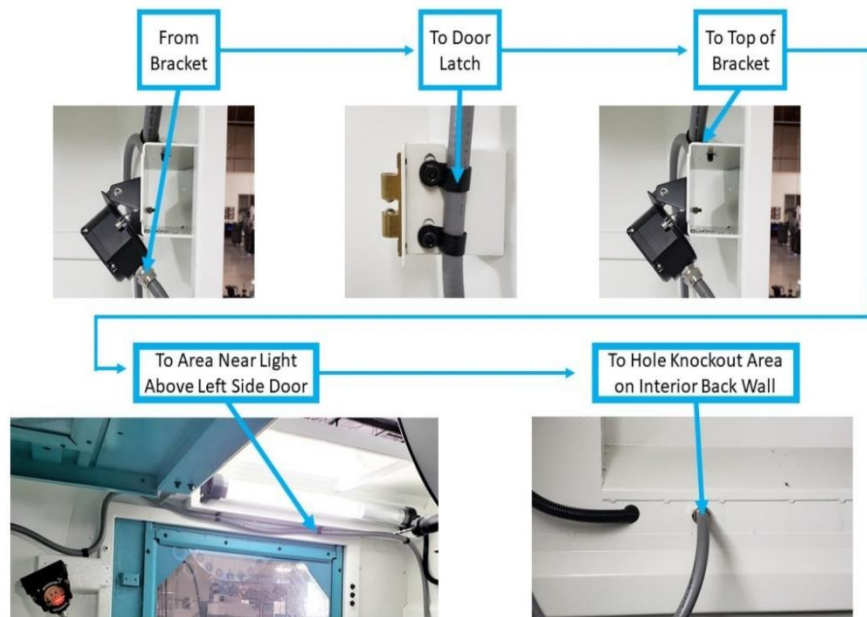 From
Bracket
To Door
Latch
To Top of
Bracket
To Area Near Light
Above Left Side Door
To Hole Knockout Area
on Interior Back Wall